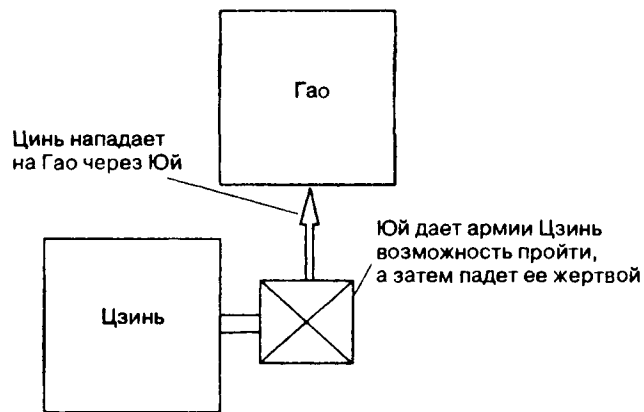 Гао
Цинь нападает
на Гао через Юй
Юй дает армии Цзинь
возможность пройти,
а затем падет ее жертвой
Цзинь